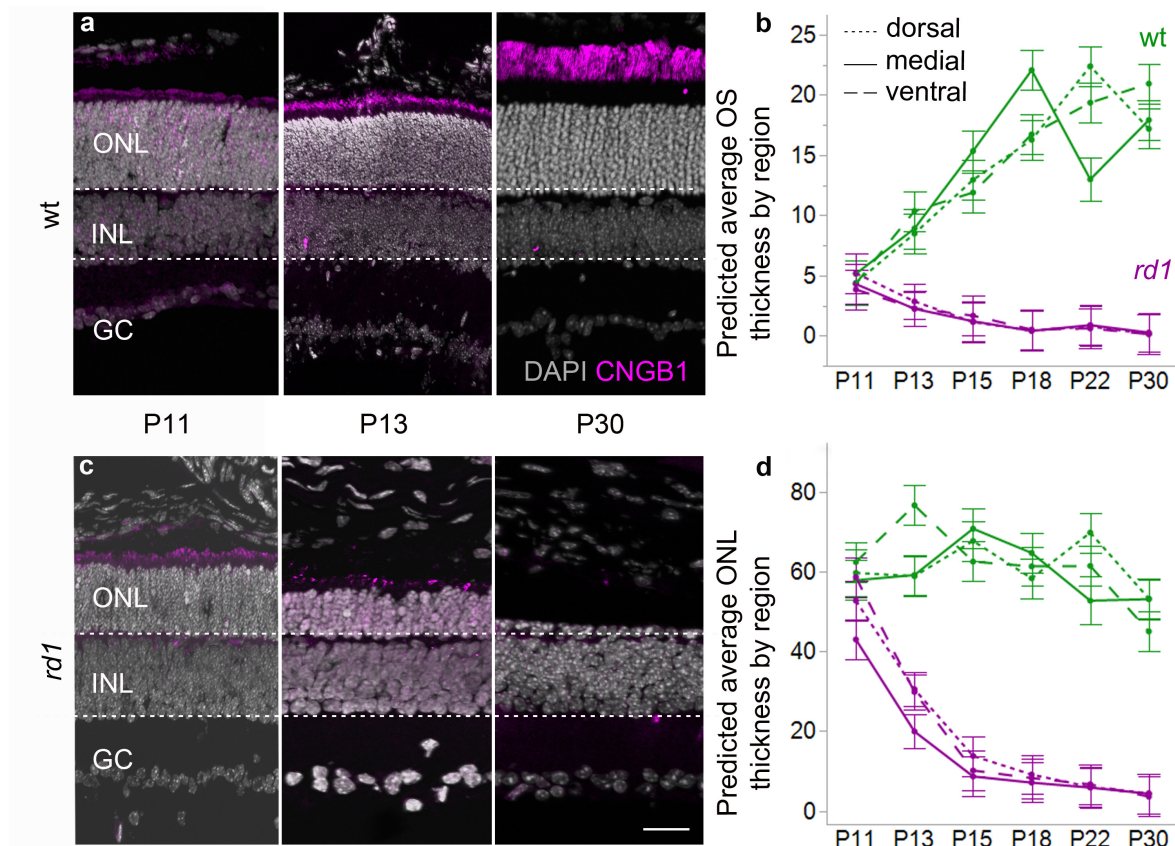 a
wt
ONL
INL
GC
DAPI CNGB1
P11
P13
P30
b
Predicted average OS
thickness by region
25
20
15
10
5
0
dorsal
medial
ventral
wt
rd1
P11 P13 P15 P18 P22 P30
c
rd1
ONL
INL
GC
d
Predicted average ONL
thickness by region
80
60
40
20
0
P11 P13 P15 P18 P22 P30